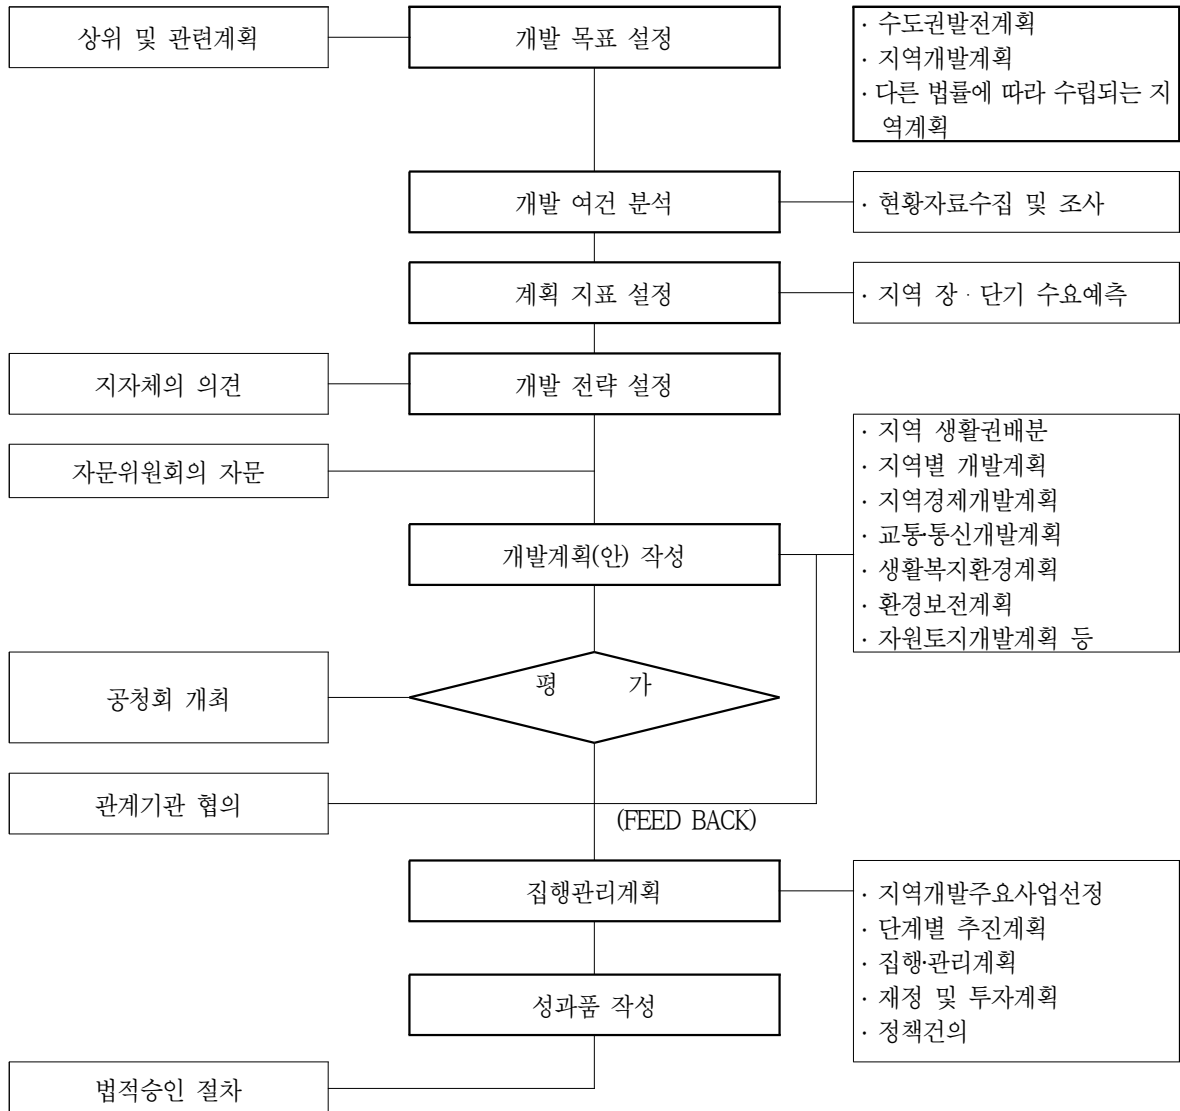 상위 및 관련계획
개발 목표 설정
· 수도권발전계획
· 지역개발계획
· 다른 법률에 따라 수립되는 지
역계획
개발 여건 분석
· 현황자료수집 및 조사
계획 지표 설정
· 지역 장 · 단기 수요예측
지자체의 의견
개발 전략 설정
자문위원회의 자문
· 지역 생활권배분
· 지역별 개발계획
· 지역경제개발계획
· 교통·통신개발계획
· 생활복지환경계획
· 환경보전계획
· 자원토지개발계획 등
개발계획(안) 작성
평 가
공청회 개최
관계기관 협의
(FEED BACK)
집행관리계획
· 지역개발주요사업선정
· 단계별 추진계획
· 집행·관리계획
· 재정 및 투자계획
· 정책건의
성과품 작성
법적승인 절차